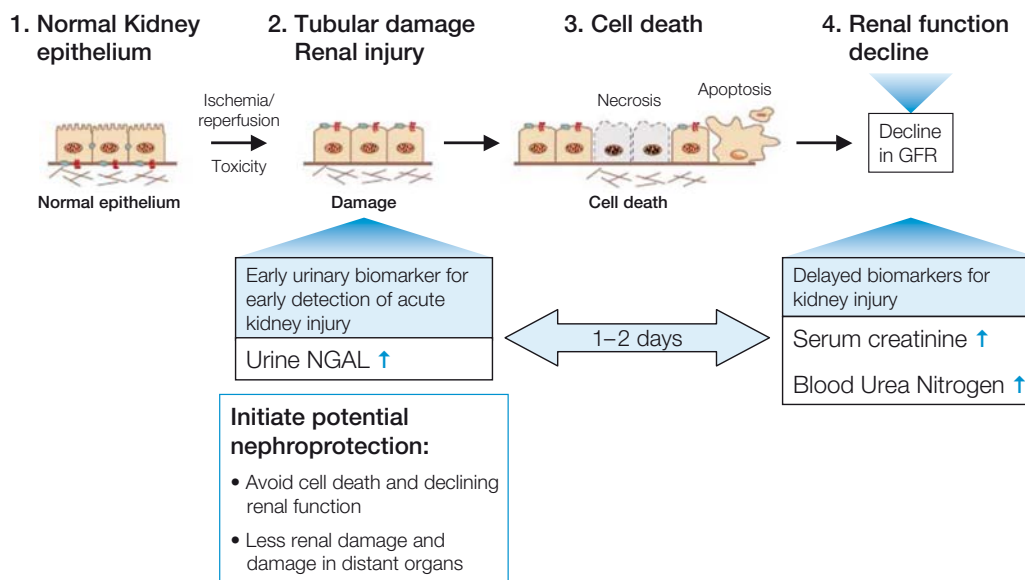 1. Normal Kidney
epithelium
2. Tubular damage
Renal injury
3. Cell death
4. Renal function
decline
Ischemia/
reperfusion
Toxicity
Necrosis
Apoptosis
Decline
in GFR
Normal epithelium
Damage
Cell death
Early urinary biomarker for
early detection of acute
kidney injury
Urine NGAL ↑
1–2 days
Delayed biomarkers for
kidney injury
Serum creatinine ↑
Blood Urea Nitrogen ↑
Initiate potential
nephroprotection:
• Avoid cell death and declining
renal function
• Less renal damage and
damage in distant organs